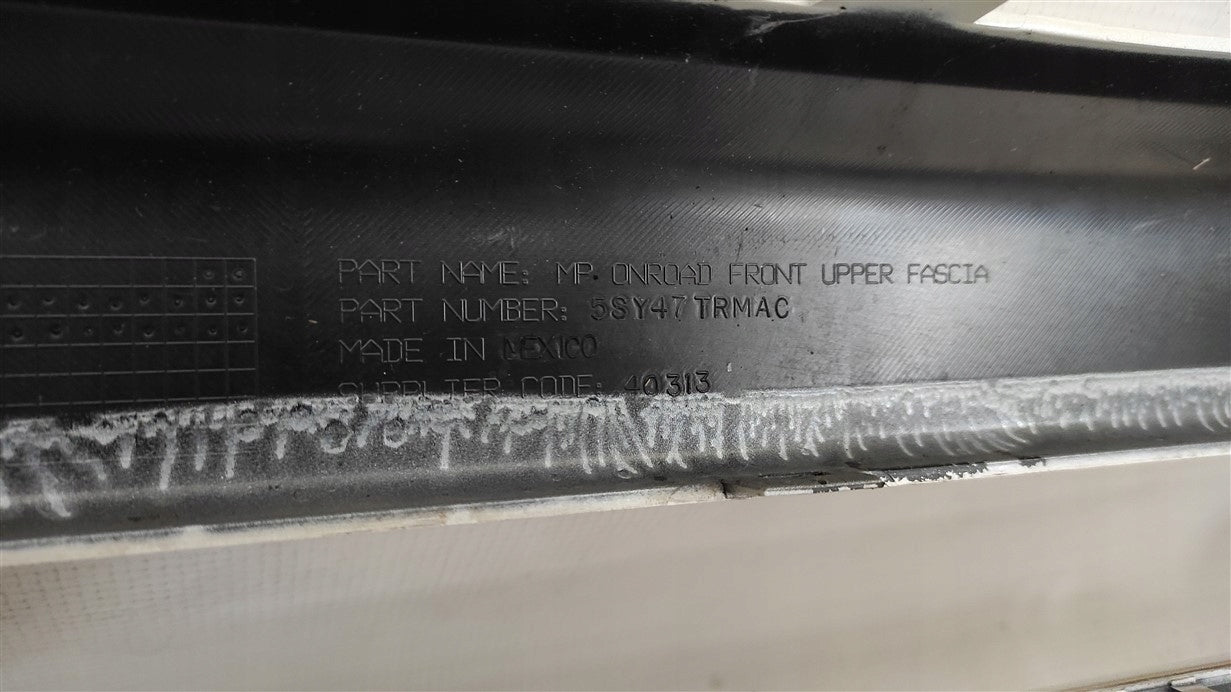 PART NAME: MP ONROAD FRONT UPPER FASCIA
PART NUMBER: 5SY47TRMAC
MADE IN MEXICO
SUPPLIER CODE: 40313